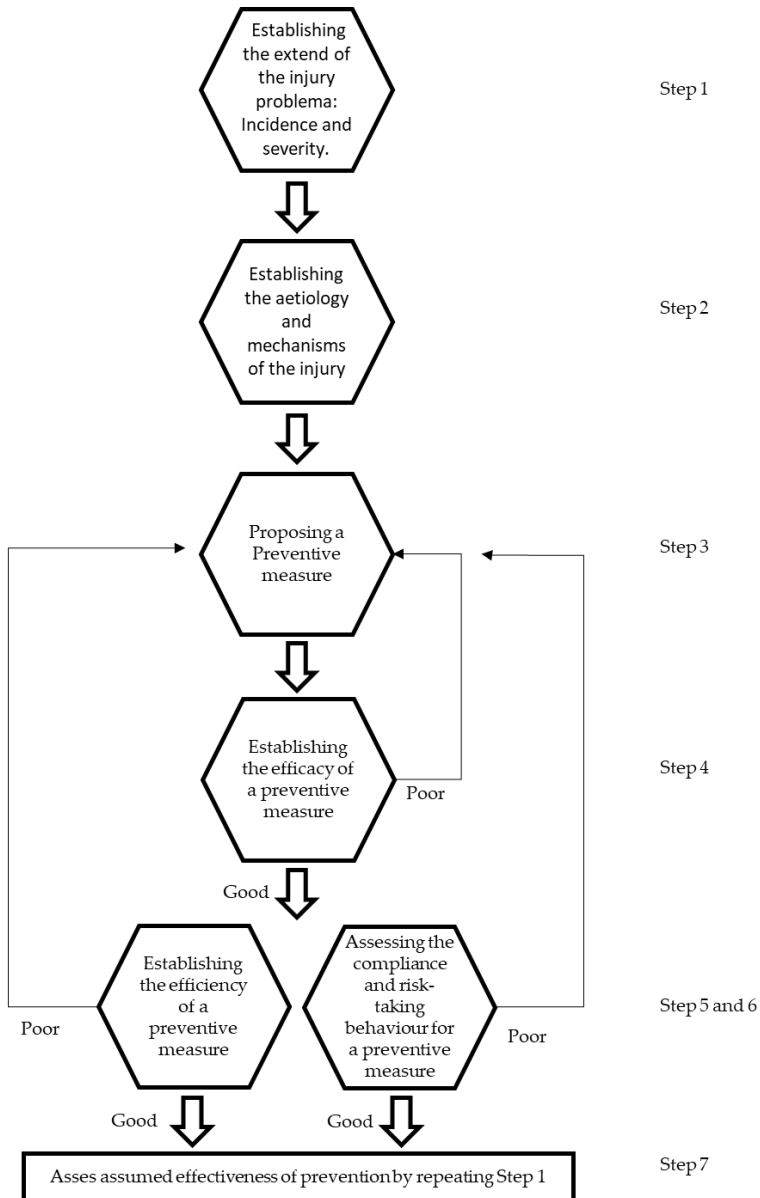 Establishing
the extend of
the injury
problema:
Incidence and
severity.
Step 1
Establishing
the aetiology
and
mechanisms
of the injury
Step 2
Proposing a
Preventive
measure
Step 3
Establishing
the efficacy of
a preventive
measure
Poor
Step 4
Good
Establishing
the efficiency
of a
preventive
measure
Poor
Assessing the
compliance
and risk-
taking
behaviour for
a preventive
measure
Poor
Step 5 and 6
Good
Good
Asses assumed effectiveness of prevention by repeating Step 1
Step 7